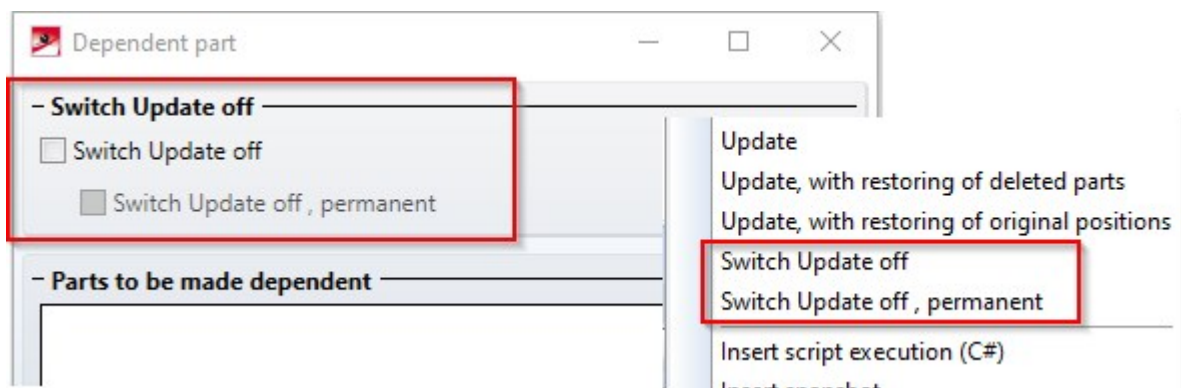 Dependent part
Switch Update off
Switch Update off
Switch Update off , permanent
Parts to be made dependent
Update
Update, with restoring of deleted parts
Update, with restoring of original positions
Switch Update off
Switch Update off , permanent
Insert script execution (C#)